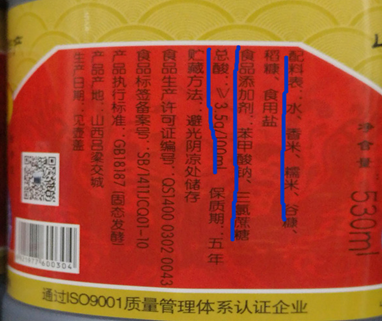 配料表：水、香米、糯米、谷糠、
稻糠、食用盐
食品添加剂：苯甲酸钠、三氯蔗糖
总酸：≥3.5g/100ml 保质期：五年
贮藏方法：避光阴凉处储存
食品生产许可证编号：QS1400 0302 0043
食品标签备案号：SB/1411JCQ01-10
产品执行标准：GB18187（固态发酵）
产品产地：山西吕梁交城
生产日期：见壶盖
净含量
530ml
通过ISO9001质量管理体系认证企业